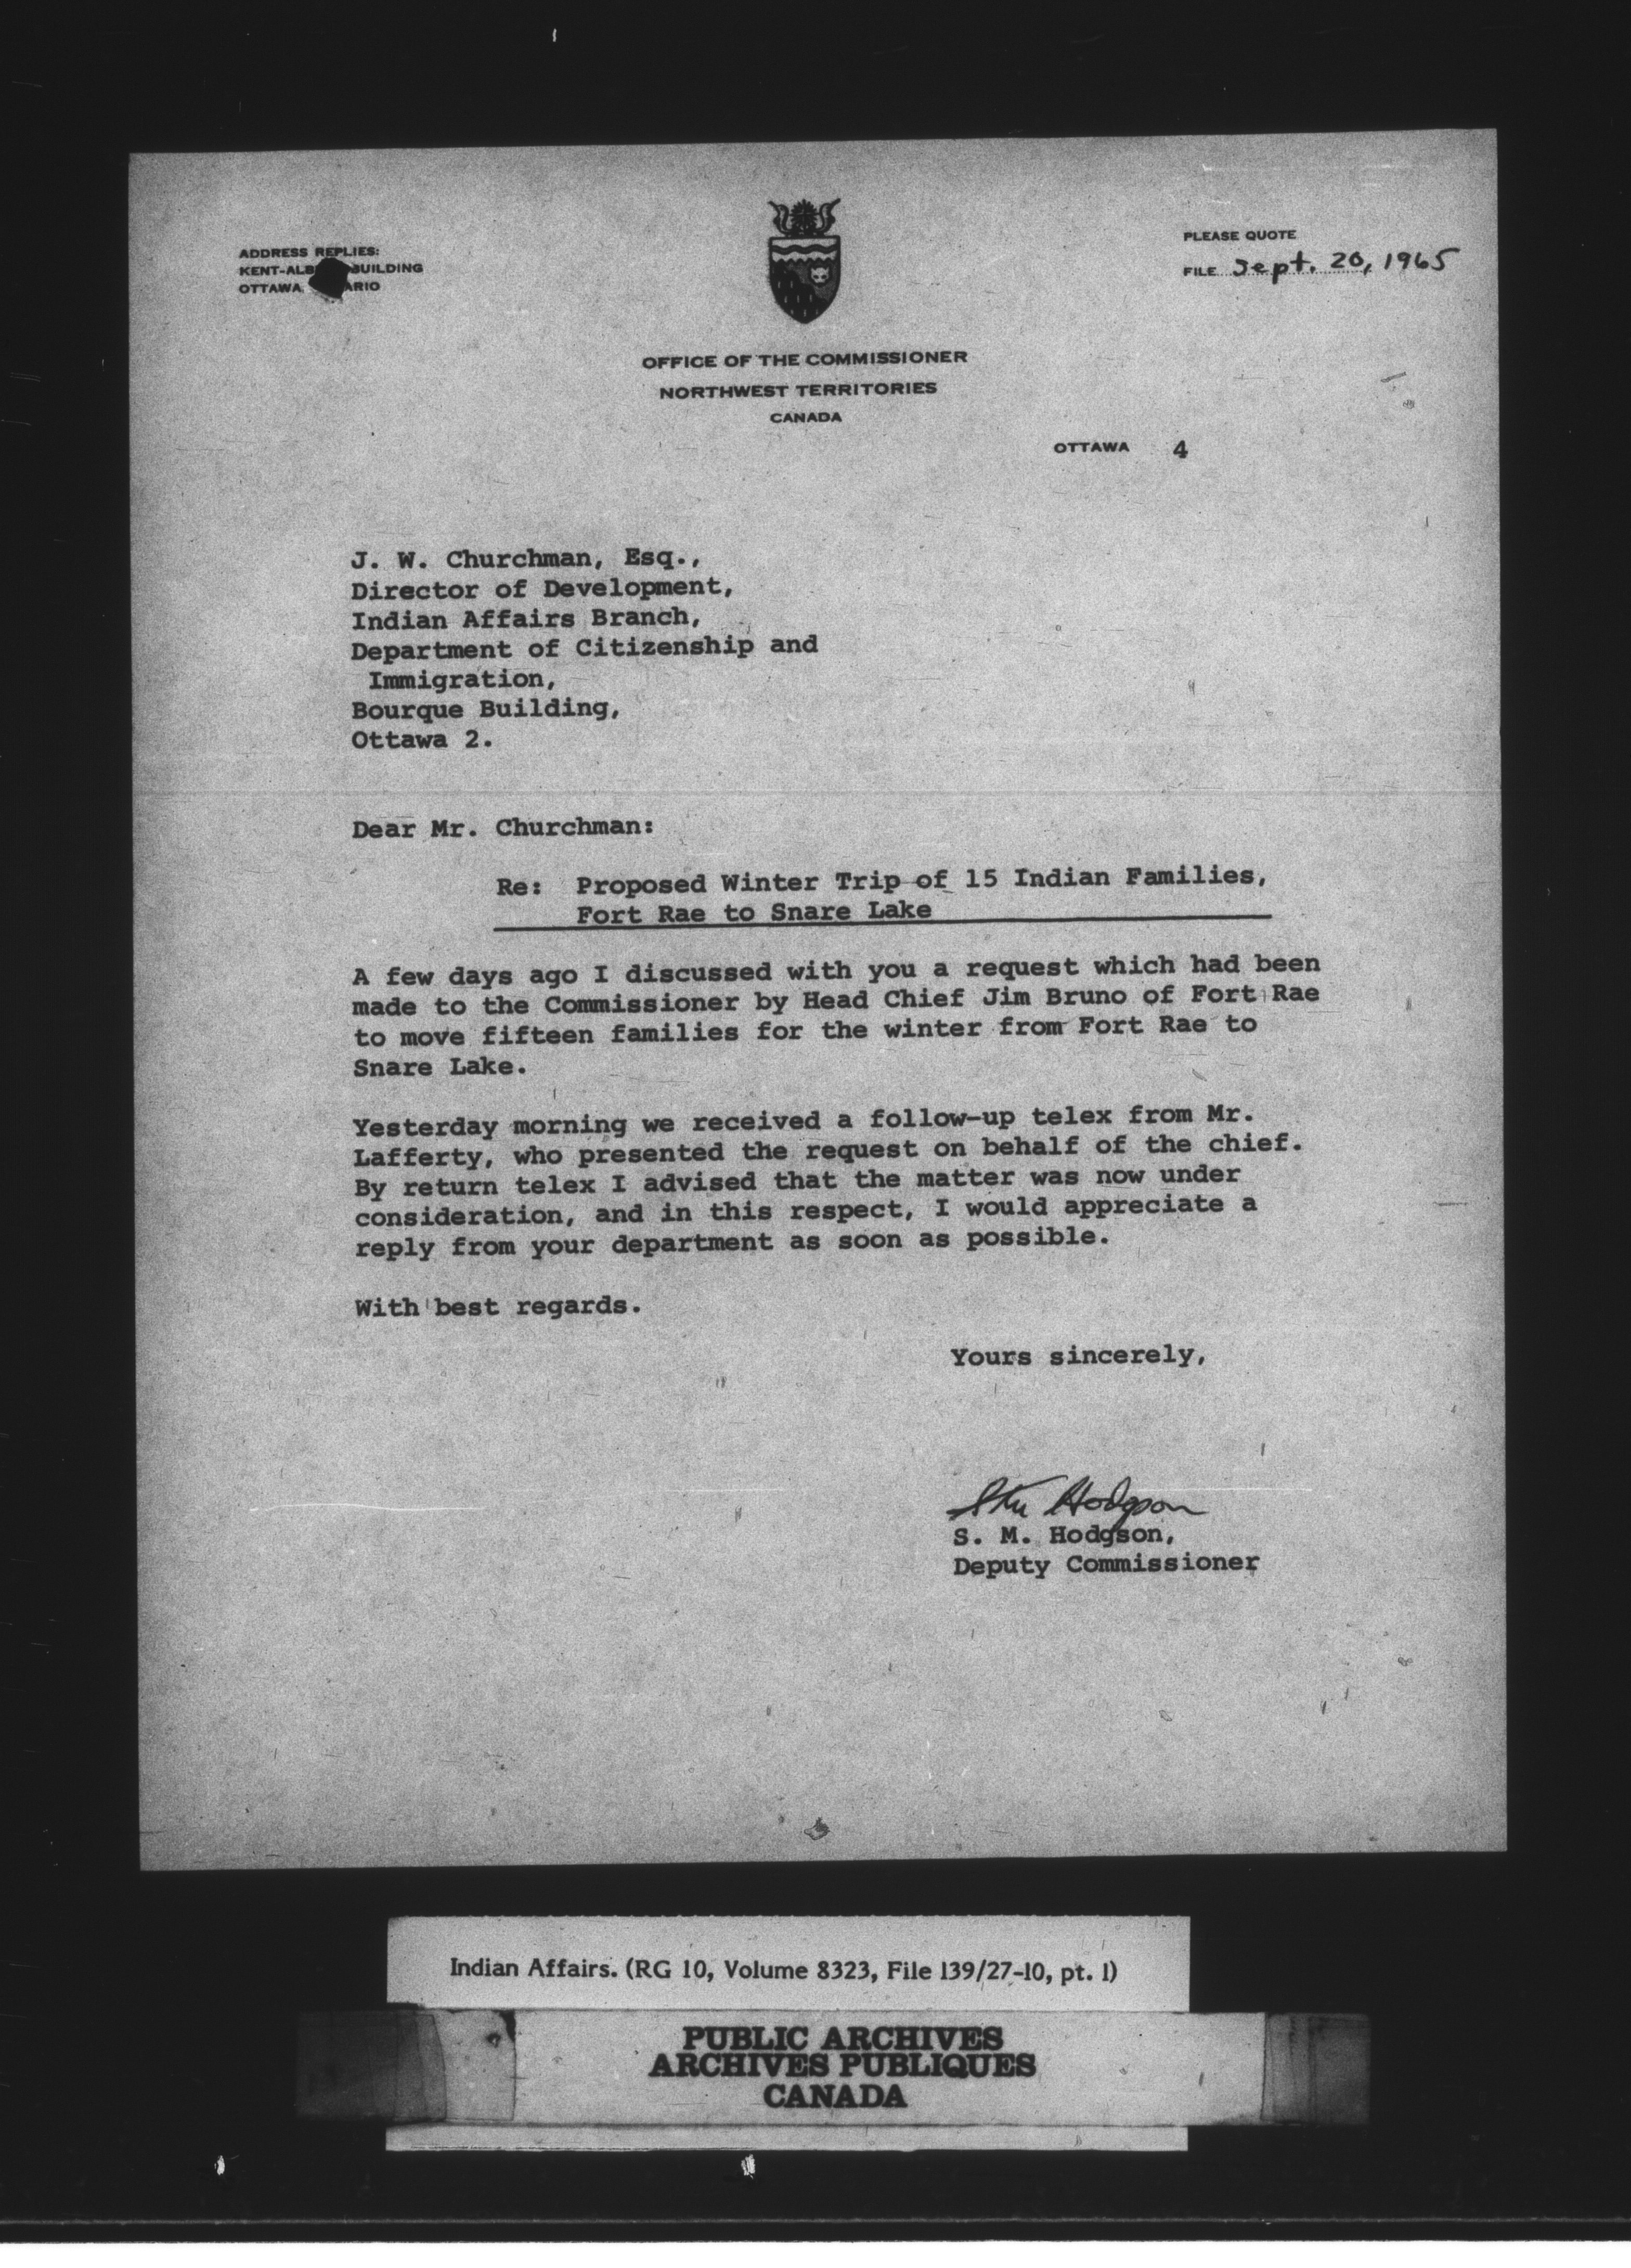 ADDRESS REPLIES:
KENT-ALB BUILDING
OTTAWA, ARIO
PLEASE QUOTE
FILE Sept. 20, 1965
OFFICE OF THE COMMISSIONER
NORTHWEST TERRITORIES
CANADA
OTTAWA 4
J. W. Churchman, Esq.,
Director of Development,
Indian Affairs Branch,
Department of Citizenship and
Immigration,
Bourque Building,
Ottawa 2.
Dear Mr. Churchman:
Re: Proposed Winter Trip of 15 Indian Families,
Fort Rae to Snare Lake
A few days ago I discussed with you a request which had been
made to the Commissioner by Head Chief Jim Bruno of Fort Rae
to move fifteen families for the winter from Fort Rae to
Snare Lake.
Yesterday morning we received a follow-up telex from Mr.
Lafferty, who presented the request on behalf of the chief.
By return telex I advised that the matter was now under
consideration, and in this respect, I would appreciate a
reply from your department as soon as possible.
With best regards.
Yours sincerely,
Stu Hodgson
S. M. Hodgson,
Deputy Commissioner
Indian Affairs. (RG 10, Volume 8323, File 139/27-10, pt. 1)
PUBLIC ARCHIVES
ARCHIVES PUBLIQUES
CANADA